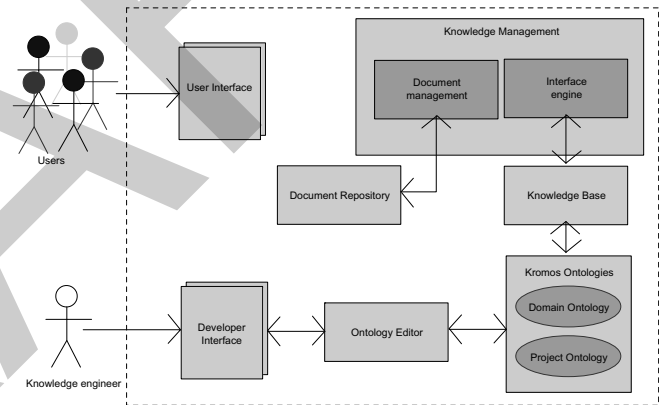 Knowledge Management
Document
management
Interface
engine
User Interface
Users
Document Repository
Knowledge Base
Kromos Ontologies
Domain Ontology
Project Ontology
Developer
Interface
Ontology Editor
Knowledge engineer